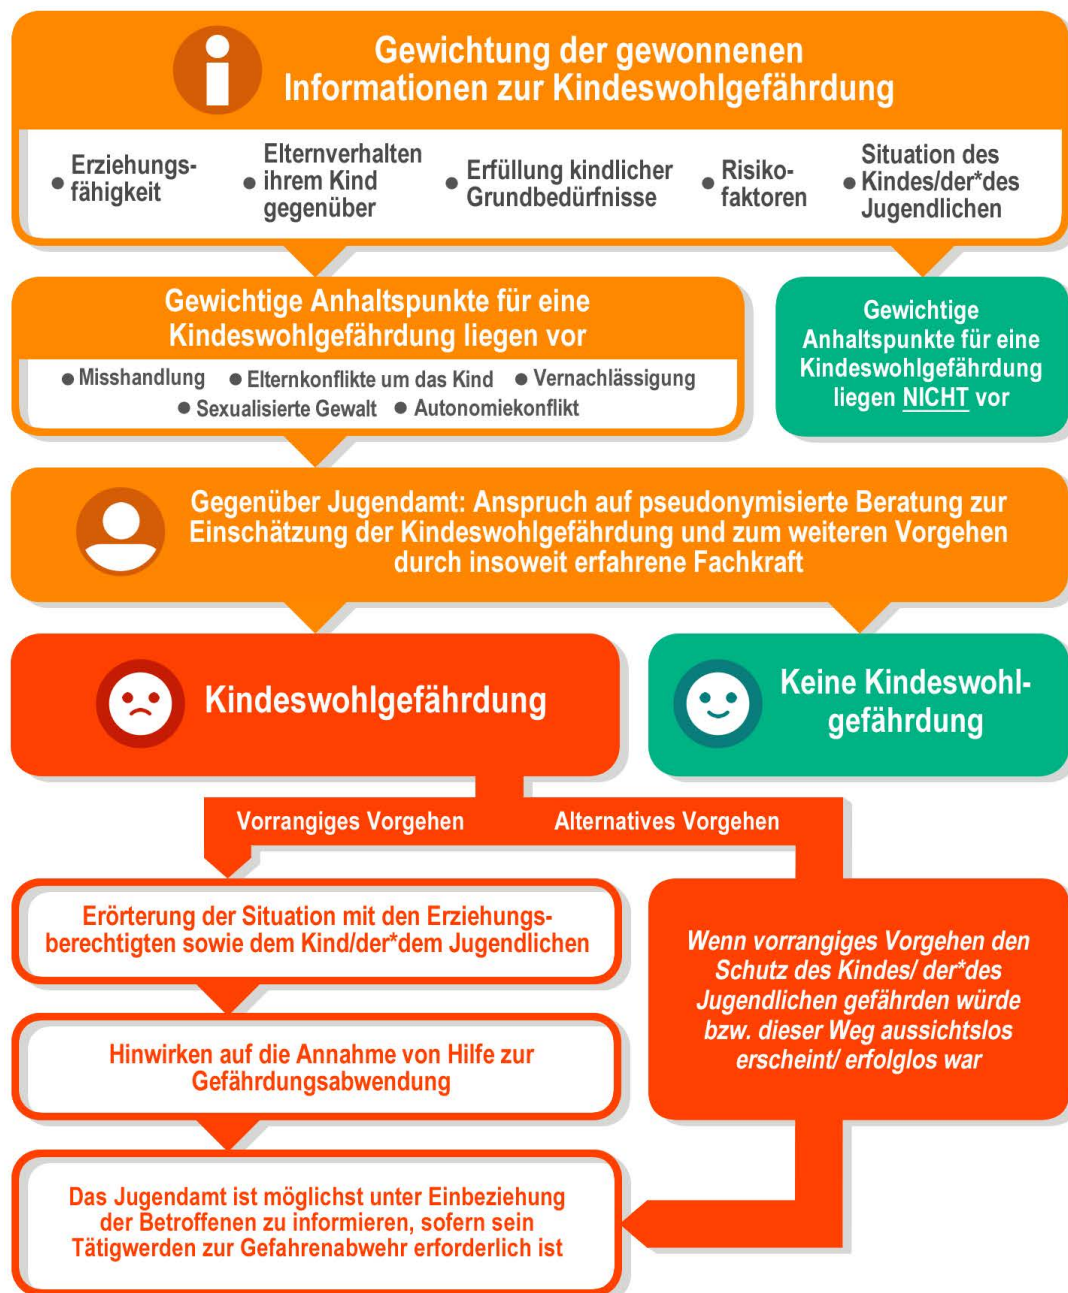 Gewichtung der gewonnenen
Informationen zur Kindeswohlgefährdung
● Erziehungs-
fähigkeit
● Elternverhalten
ihrem Kind
gegenüber
● Erfüllung kindlicher
Grundbedürfnisse
● Risiko-
faktoren
● Situation des
Kindes/der*des
Jugendlichen
Gewichtige Anhaltspunkte für eine
Kindeswohlgefährdung liegen vor
● Misshandlung ● Elternkonflikte um das Kind ● Vernachlässigung
● Sexualisierte Gewalt ● Autonomiekonflikt
Gewichtige
Anhaltspunkte für eine
Kindeswohlgefährdung
liegen NICHT vor
Gegenüber Jugendamt: Anspruch auf pseudonymisierte Beratung zur
Einschätzung der Kindeswohlgefährdung und zum weiteren Vorgehen
durch insoweit erfahrene Fachkraft
Kindeswohlgefährdung
Keine Kindeswohl-
gefährdung
Vorrangiges Vorgehen
Alternatives Vorgehen
Erörterung der Situation mit den Erziehungs-
berechtigten sowie dem Kind/der*dem Jugendlichen
Hinwirken auf die Annahme von Hilfe zur
Gefährdungsabwendung
Das Jugendamt ist möglichst unter Einbeziehung
der Betroffenen zu informieren, sofern sein
Tätigwerden zur Gefahrenabwehr erforderlich ist
Wenn vorrangiges Vorgehen den
Schutz des Kindes/ der*des
Jugendlichen gefährden würde
bzw. dieser Weg aussichtslos
erscheint/ erfolglos war